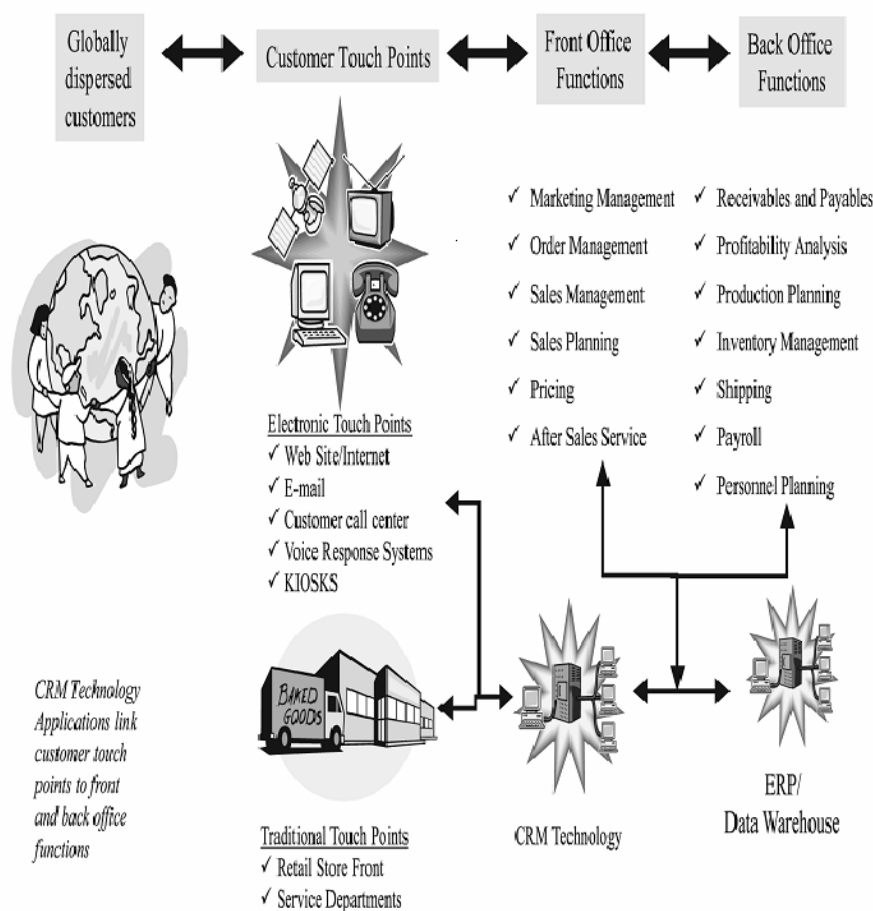 Globally
dispersed
customers
Customer Touch Points
Front Office
Functions
Back Office
Functions
✓ Marketing Management
✓ Order Management
✓ Sales Management
✓ Sales Planning
✓ Pricing
✓ After Sales Service
✓ Receivables and Payables
✓ Profitability Analysis
✓ Production Planning
✓ Inventory Management
✓ Shipping
✓ Payroll
✓ Personnel Planning
Electronic Touch Points
✓ Web Site/Internet
✓ E-mail
✓ Customer call center
✓ Voice Response Systems
✓ KIOSKS
BAKED
GOODS
Traditional Touch Points
✓ Retail Store Front
✓ Service Departments
CRM Technology
Applications link
customer touch
points to front
and back office
functions
CRM Technology
ERP/
Data Warehouse